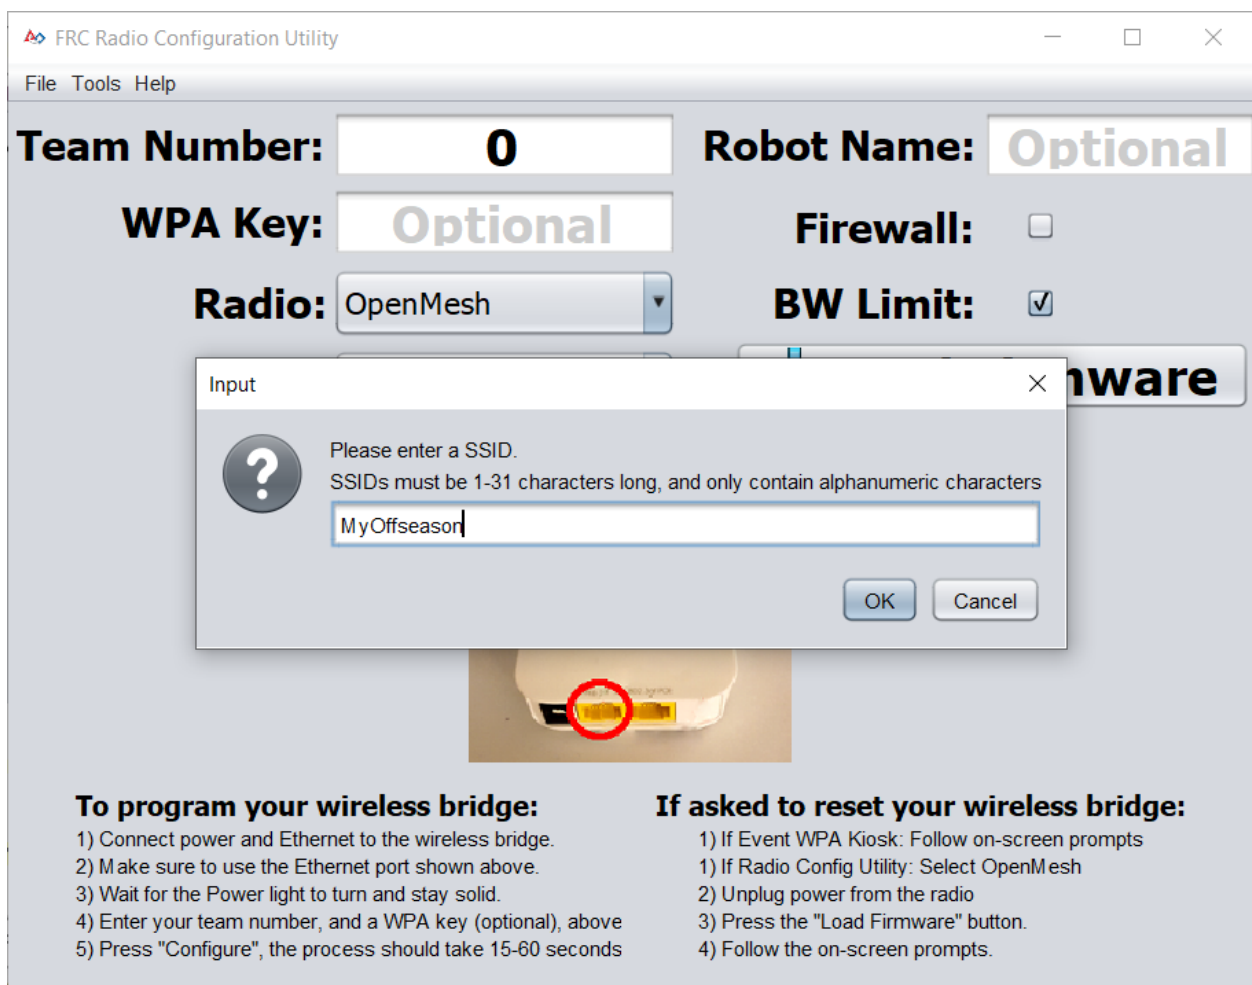 FRC Radio Configuration Utility
File Tools Help
Team Number: 0 Robot Name: Optional
WPA Key: Optional Firewall:
Radio: OpenMesh BW Limit:
Input
Please enter a SSID.
SSIDs must be 1-31 characters long, and only contain alphanumeric characters
MyOffseason
OK Cancel
To program your wireless bridge:
1) Connect power and Ethernet to the wireless bridge.
2) Make sure to use the Ethernet port shown above.
3) Wait for the Power light to turn and stay solid.
4) Enter your team number, and a WPA key (optional), above
5) Press "Configure", the process should take 15-60 seconds
If asked to reset your wireless bridge:
1) If Event WPA Kiosk: Follow on-screen prompts
1) If Radio Config Utility: Select OpenMesh
2) Unplug power from the radio
3) Press the "Load Firmware" button.
4) Follow the on-screen prompts.